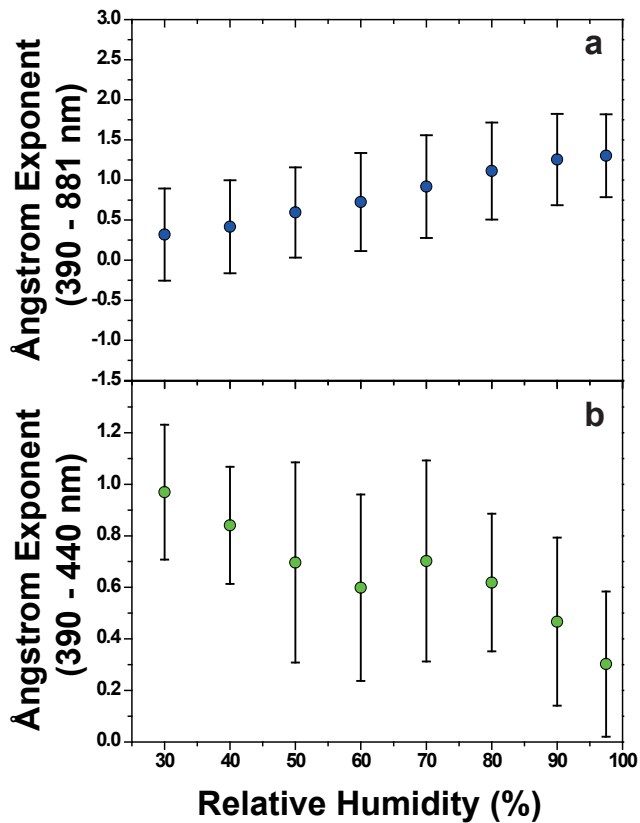 3.0
a
2.5
2.0
1.5
1.0
0.5
0.0
-0.5
-1.0
-1.5
Ångstrom Exponent
(390 - 881 nm)
b
1.2
1.0
0.8
0.6
0.4
0.2
0.0
Ångstrom Exponent
(390 - 440 nm)
30 40 50 60 70 80 90 100
Relative Humidity (%)